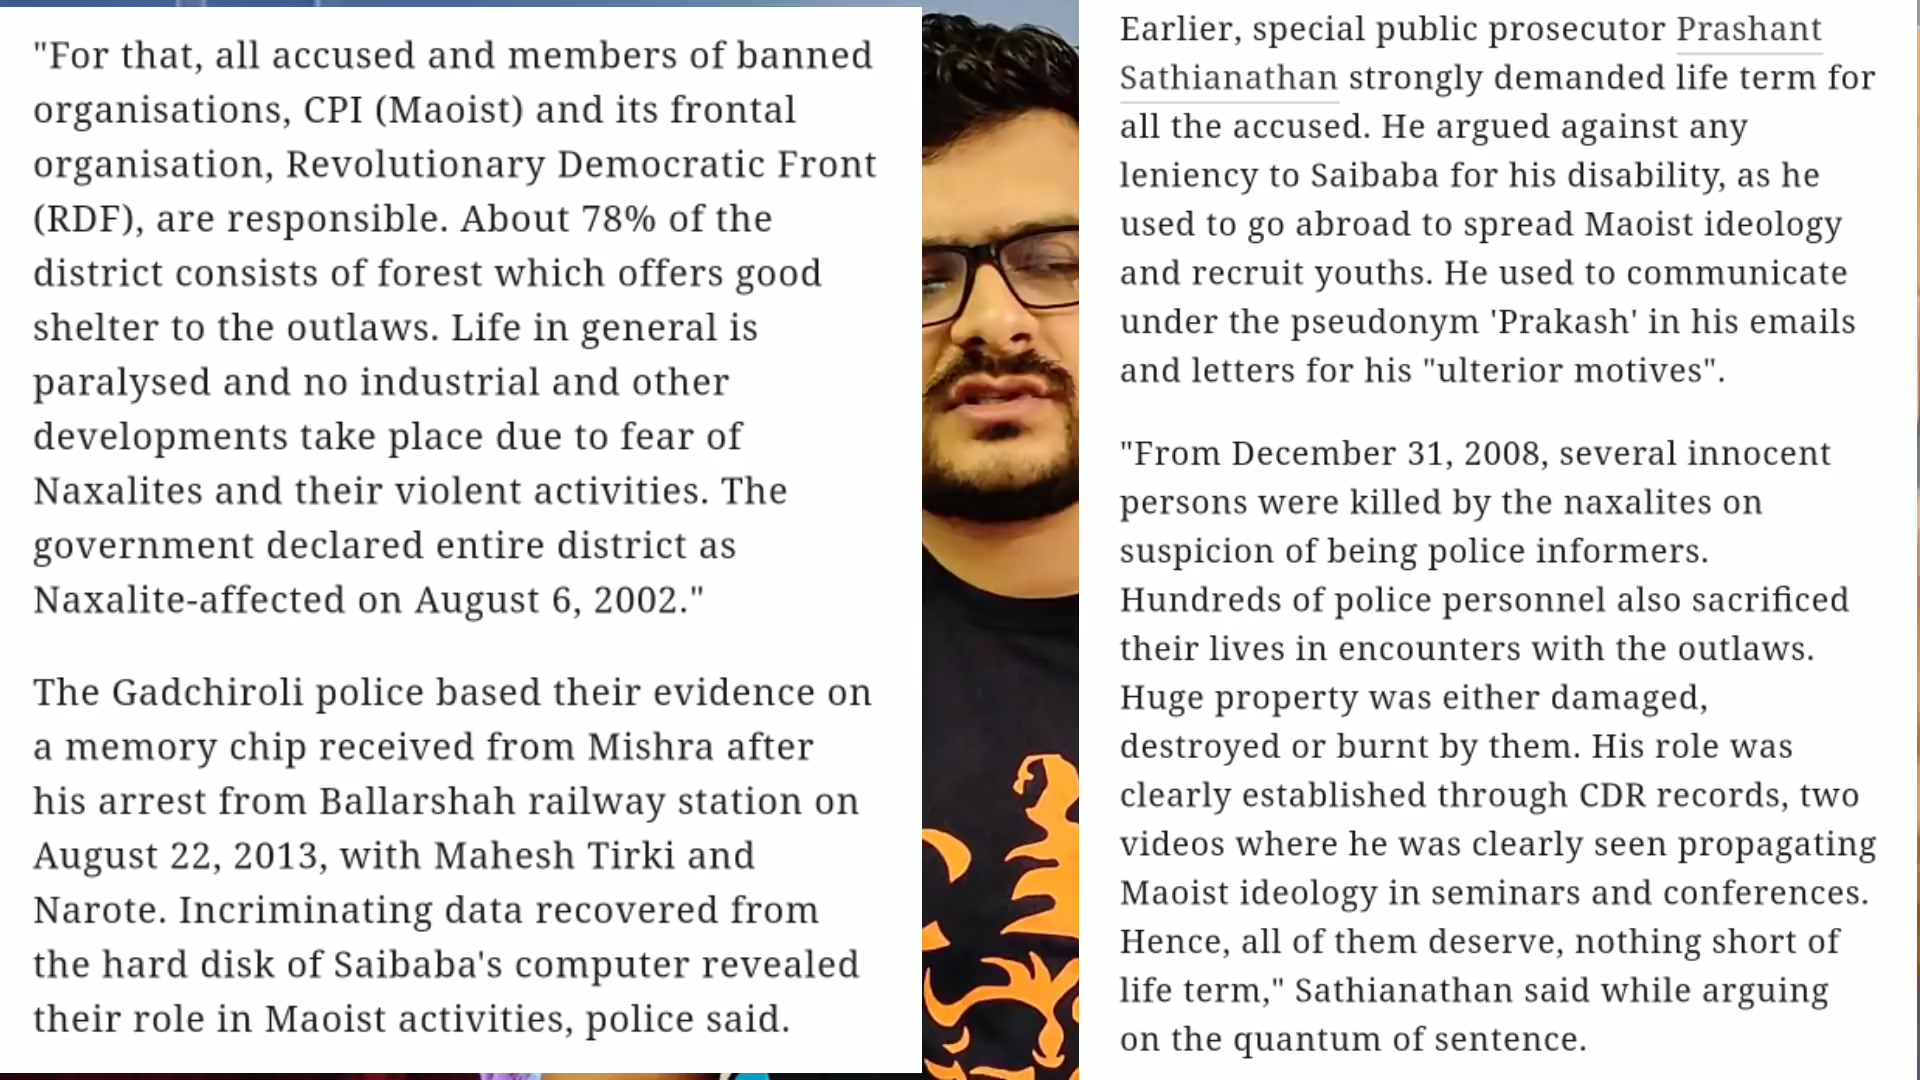 "For that, all accused and members of banned
organisations, CPI (Maoist) and its frontal
organisation, Revolutionary Democratic Front
(RDF), are responsible. About 78% of the
district consists of forest which offers good
shelter to the outlaws. Life in general is
paralysed and no industrial and other
developments take place due to fear of
Naxalites and their violent activities. The
government declared entire district as
Naxalite-affected on August 6, 2002."
The Gadchiroli police based their evidence on
a memory chip received from Mishra after
his arrest from Ballarshah railway station on
August 22, 2013, with Mahesh Tirki and
Narote. Incriminating data recovered from
the hard disk of Saibaba's computer revealed
their role in Maoist activities, police said.
Earlier, special public prosecutor Prashant
Sathianathan strongly demanded life term for
all the accused. He argued against any
leniency to Saibaba for his disability, as he
used to go abroad to spread Maoist ideology
and recruit youths. He used to communicate
under the pseudonym 'Prakash' in his emails
and letters for his "ulterior motives".
"From December 31, 2008, several innocent
persons were killed by the naxalites on
suspicion of being police informers.
Hundreds of police personnel also sacrificed
their lives in encounters with the outlaws.
Huge property was either damaged,
destroyed or burnt by them. His role was
clearly established through CDR records, two
videos where he was clearly seen propagating
Maoist ideology in seminars and conferences.
Hence, all of them deserve, nothing short of
life term," Sathianathan said while arguing
on the quantum of sentence.